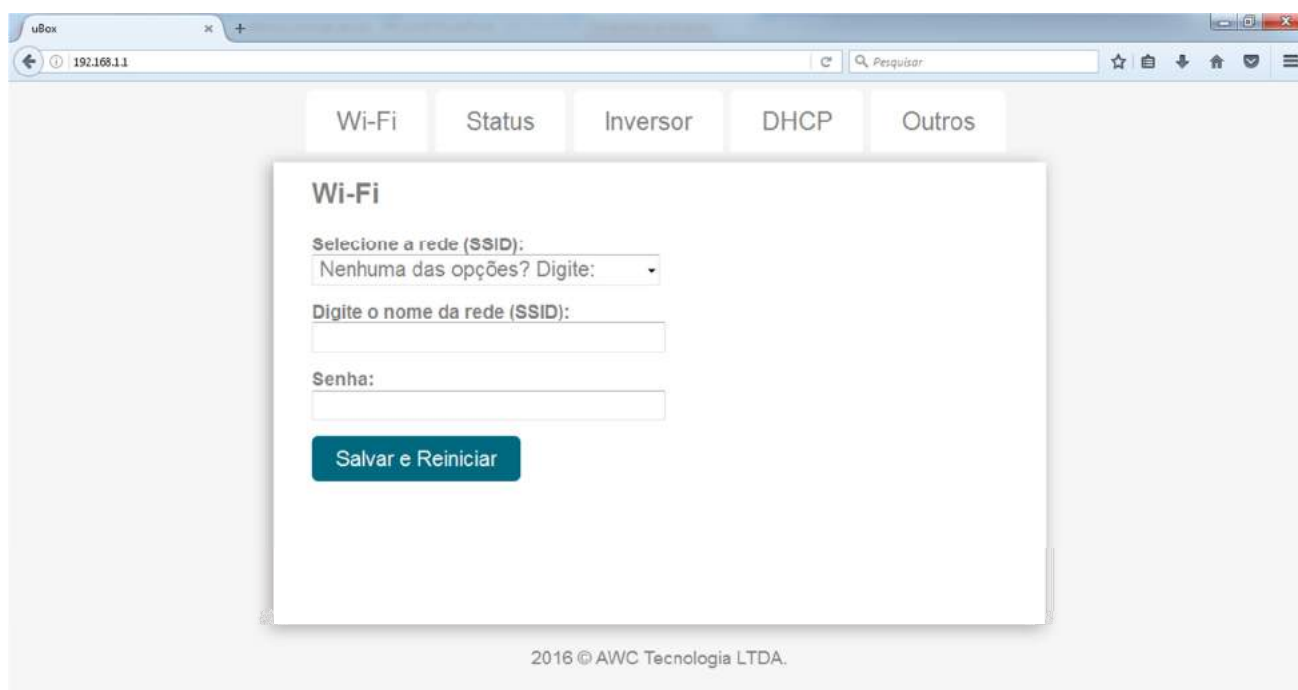 uBox
192.168.1.1
Pesquisar
Wi-Fi Status Inversor DHCP Outros
Wi-Fi
Selecione a rede (SSID):
Nenhuma das opções? Digite:
Digite o nome da rede (SSID):
Senha:
Salvar e Reiniciar
2016 © AWC Tecnologia LTDA.